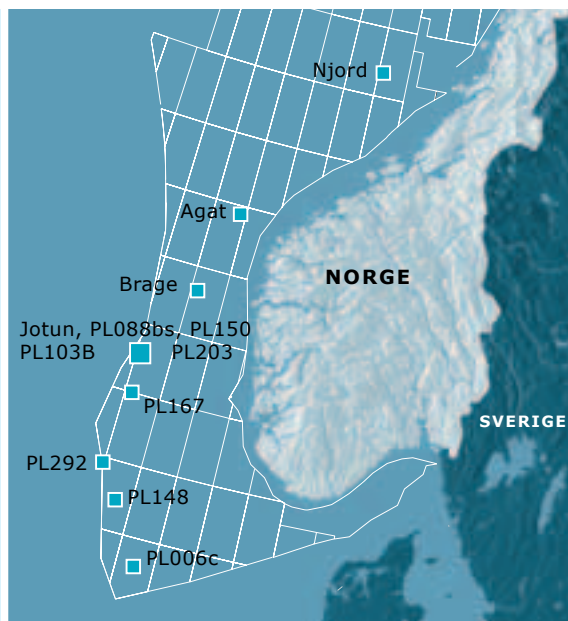 Njord
Agat
Brage
NORGE
Jotun, PL088bs, PL150
PL103B PL203
PL167
SVERIGE
PL292
PL148
PL006c